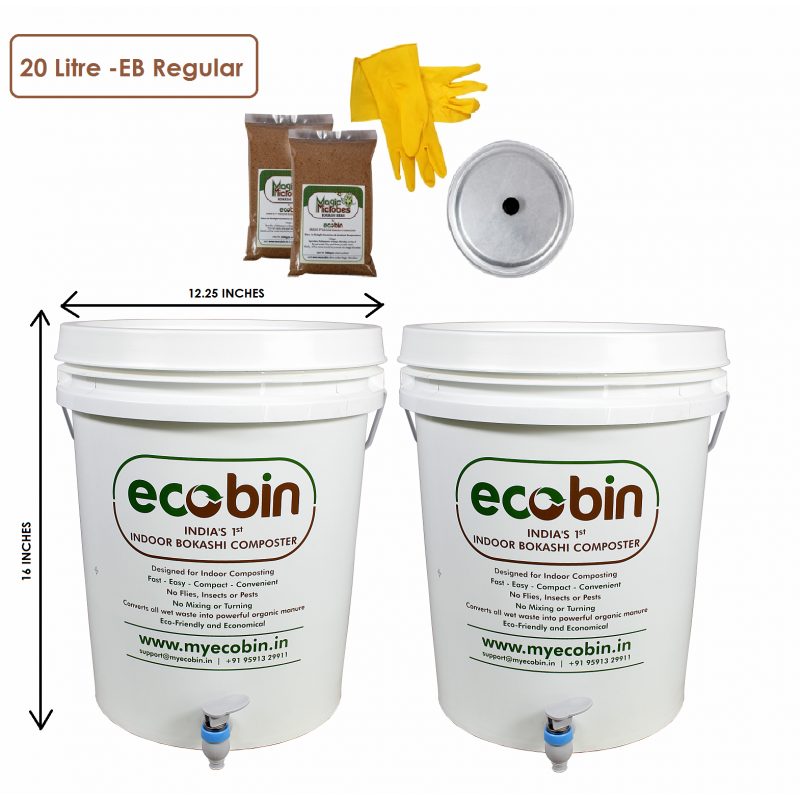 20 Litre -EB Regular
Magic
Microbes
ecobin
Magic
Microbes
ecobin
12.25 INCHES
16 INCHES
ecobin
INDIA'S 1st
INDOOR BOKASHI COMPOSTER
Designed for Indoor Composting
Fast - Easy - Compact - Convenient
No Flies, Insects or Pests
No Mixing or Turning
Converts all wet waste into powerful organic manure
Eco-Friendly and Economical
www.myecobin.in
support@myecobin.in | +91 95913 29911
ecobin
INDIA'S 1st
INDOOR BOKASHI COMPOSTER
Designed for Indoor Composting
Fast - Easy - Compact - Convenient
No Flies, Insects or Pests
No Mixing or Turning
Converts all wet waste into powerful organic manure
Eco-Friendly and Economical
www.myecobin.in
support@myecobin.in | +91 95913 29911